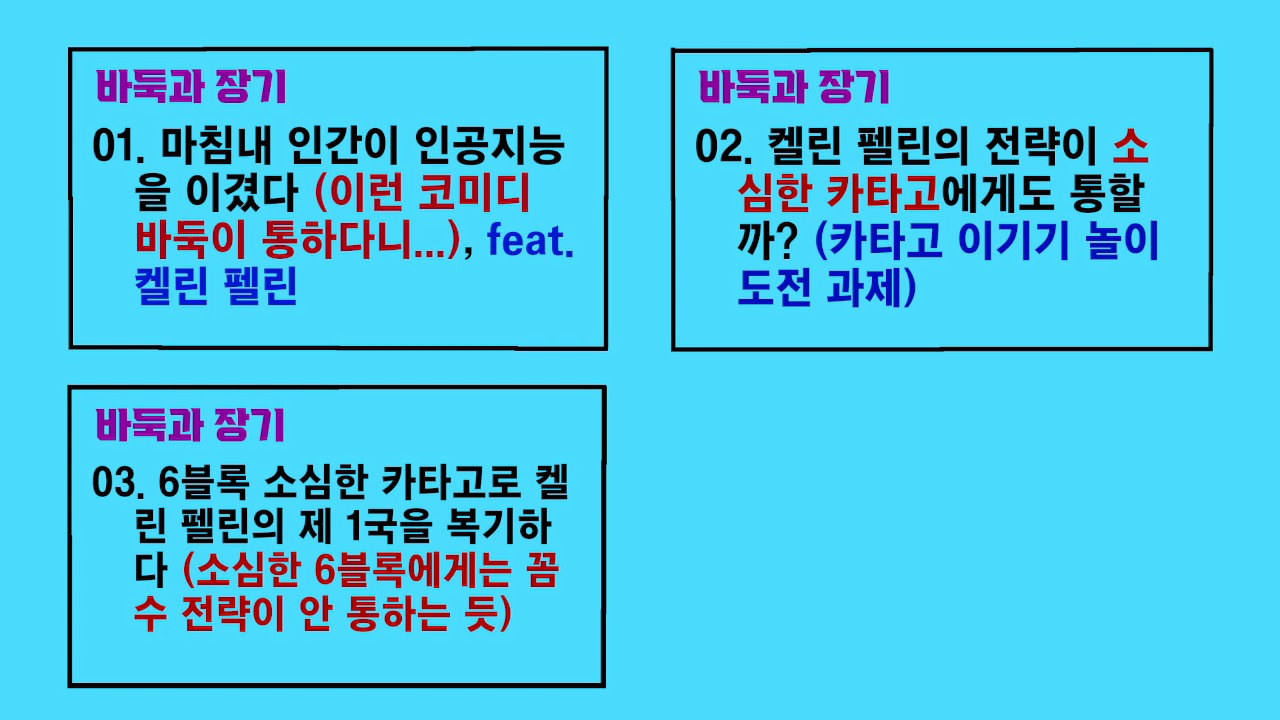 바둑과 장기
01. 마침내 인간이 인공지능
을 이겼다 (이런 코미디
바둑이 통하다니...), feat.
켈린 펠린
바둑과 장기
02. 켈린 펠린의 전략이 소
심한 카타고에게도 통할
까? (카타고 이기기 놀이
도전 과제)
바둑과 장기
03. 6블록 소심한 카타고로 켈
린 펠린의 제 1국을 복기하
다 (소심한 6블록에게는 꼼
수 전략이 안 통하는 듯)